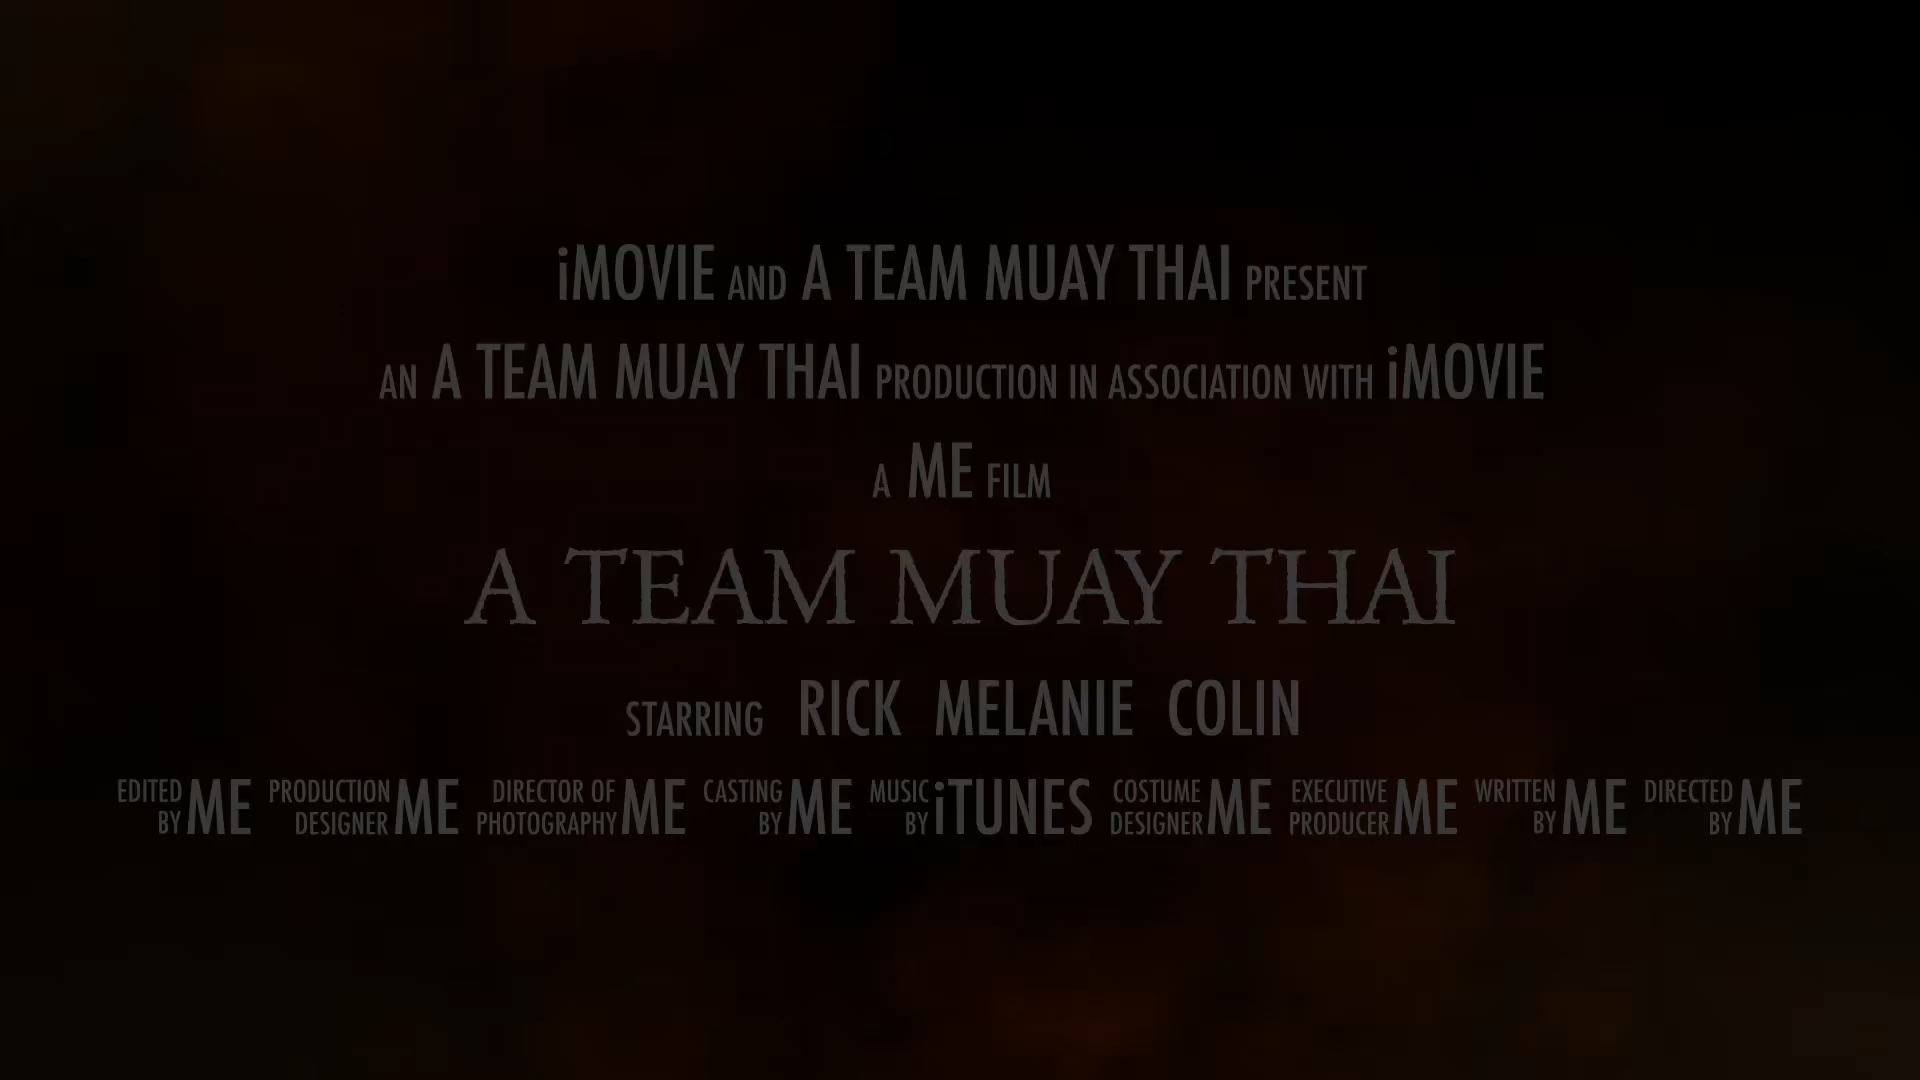 iMOVIE AND A TEAM MUAY THAI PRESENT
AN A TEAM MUAY THAI PRODUCTION IN ASSOCIATION WITH iMOVIE
A ME FILM
A TEAM MUAY THAI
STARRING RICK MELANIE COLIN
EDITED BY ME PRODUCTION DESIGNER ME DIRECTOR OF PHOTOGRAPHY ME CASTING BY ME MUSIC BY iTUNES COSTUME DESIGNER ME EXECUTIVE PRODUCER ME WRITTEN BY ME DIRECTED BY ME